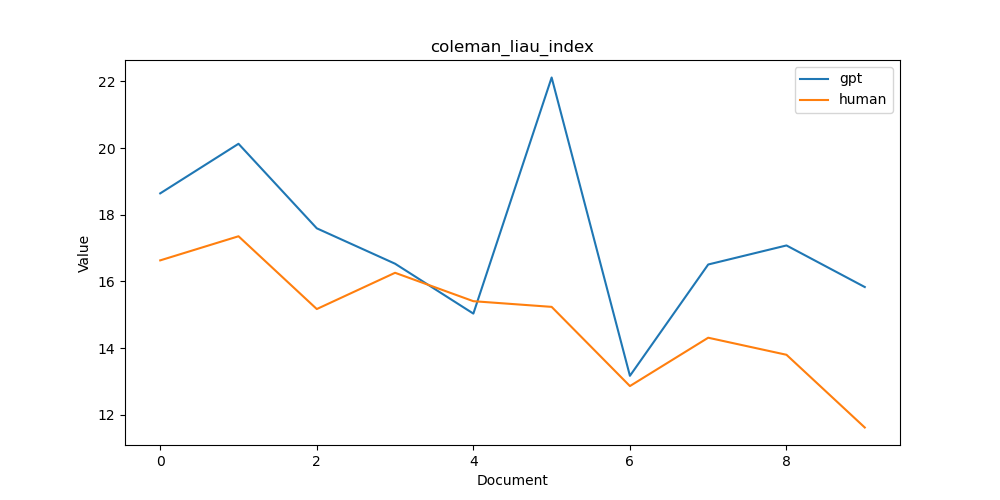 coleman_liau_index
gpt
human
Value
22
20
18
16
14
12
0 2 4 6 8
Document